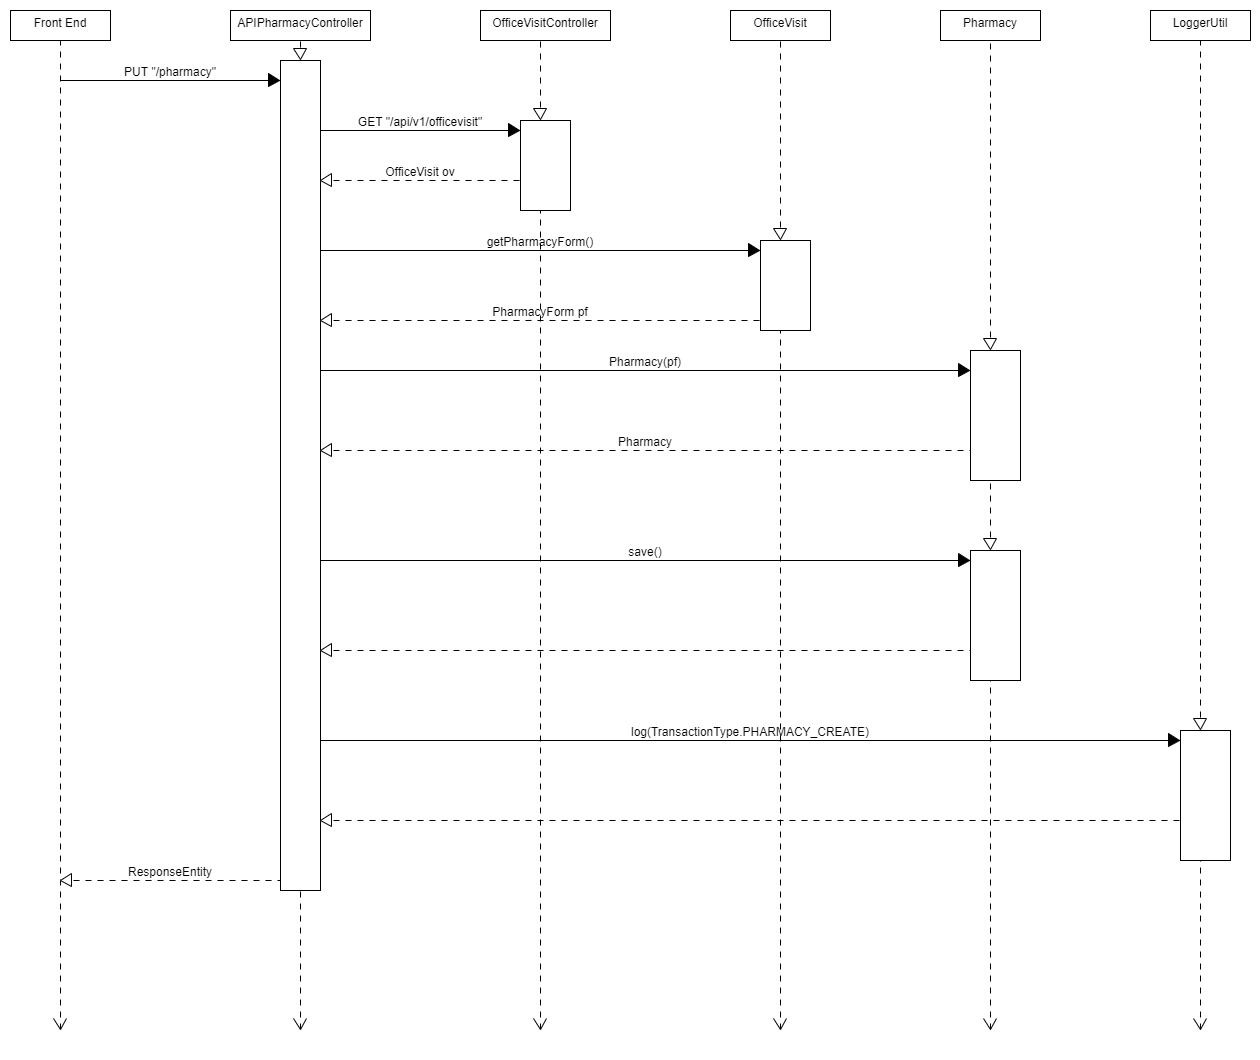 Front End
APIPharmacyController
OfficeVisitController
OfficeVisit
Pharmacy
LoggerUtil
PUT "/pharmacy"
GET "/api/v1/officevisit"
OfficeVisit ov
getPharmacyForm()
PharmacyForm pf
Pharmacy(pf)
Pharmacy
save()
log(TransactionType.PHARMACY_CREATE)
ResponseEntity